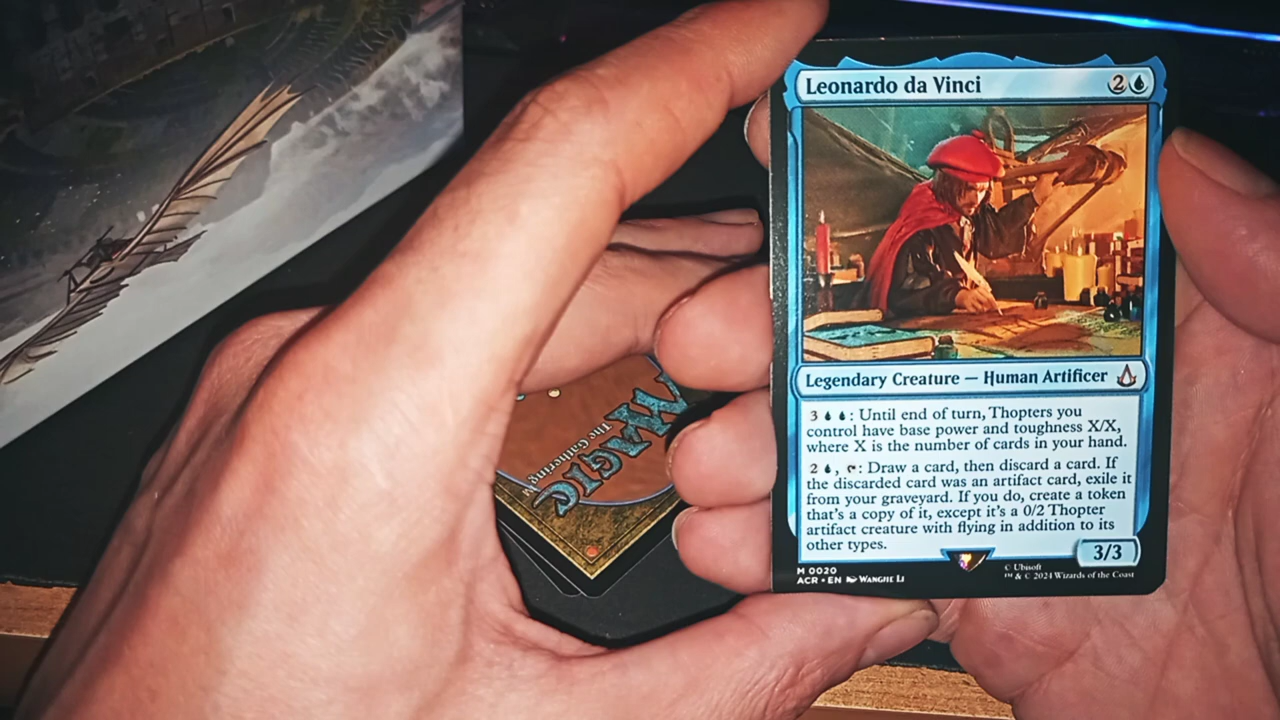 Leonardo da Vinci 2
Legendary Creature — Human Artificer
3 : Until end of turn, Thopters you
control have base power and toughness X/X,
where X is the number of cards in your hand.
2 , : Draw a card, then discard a card. If
the discarded card was an artifact card, exile it
from your graveyard. If you do, create a token
that's a copy of it, except it's a 0/2 Thopter
artifact creature with flying in addition to its
other types.
3/3
M 0020
ACR • EN Wangjie Li
© Ubisoft
™ & © 2024 Wizards of the Coast
Magic
The Gathering